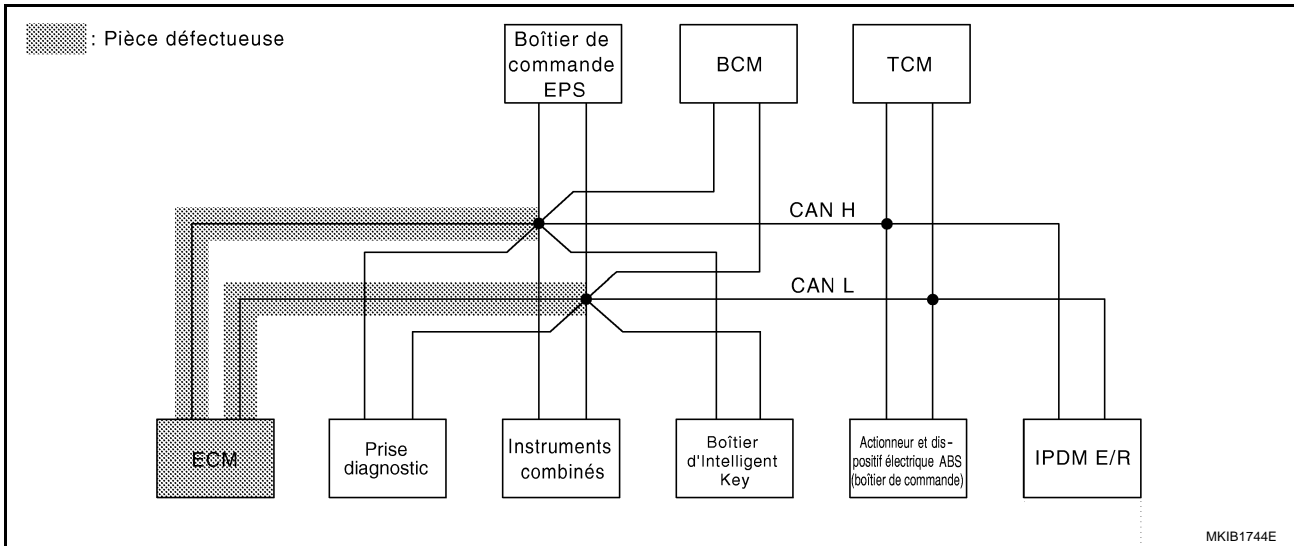 : Pièce défectueuse
Boîtier de
commande
EPS
BCM
TCM
CAN H
CAN L
ECM
Prise
diagnostic
Instruments
combinés
Boîtier
d'Intelligent
Key
Actionneur et dis-
positif électrique ABS
(boîtier de commande)
IPDM E/R
MKIB1744E